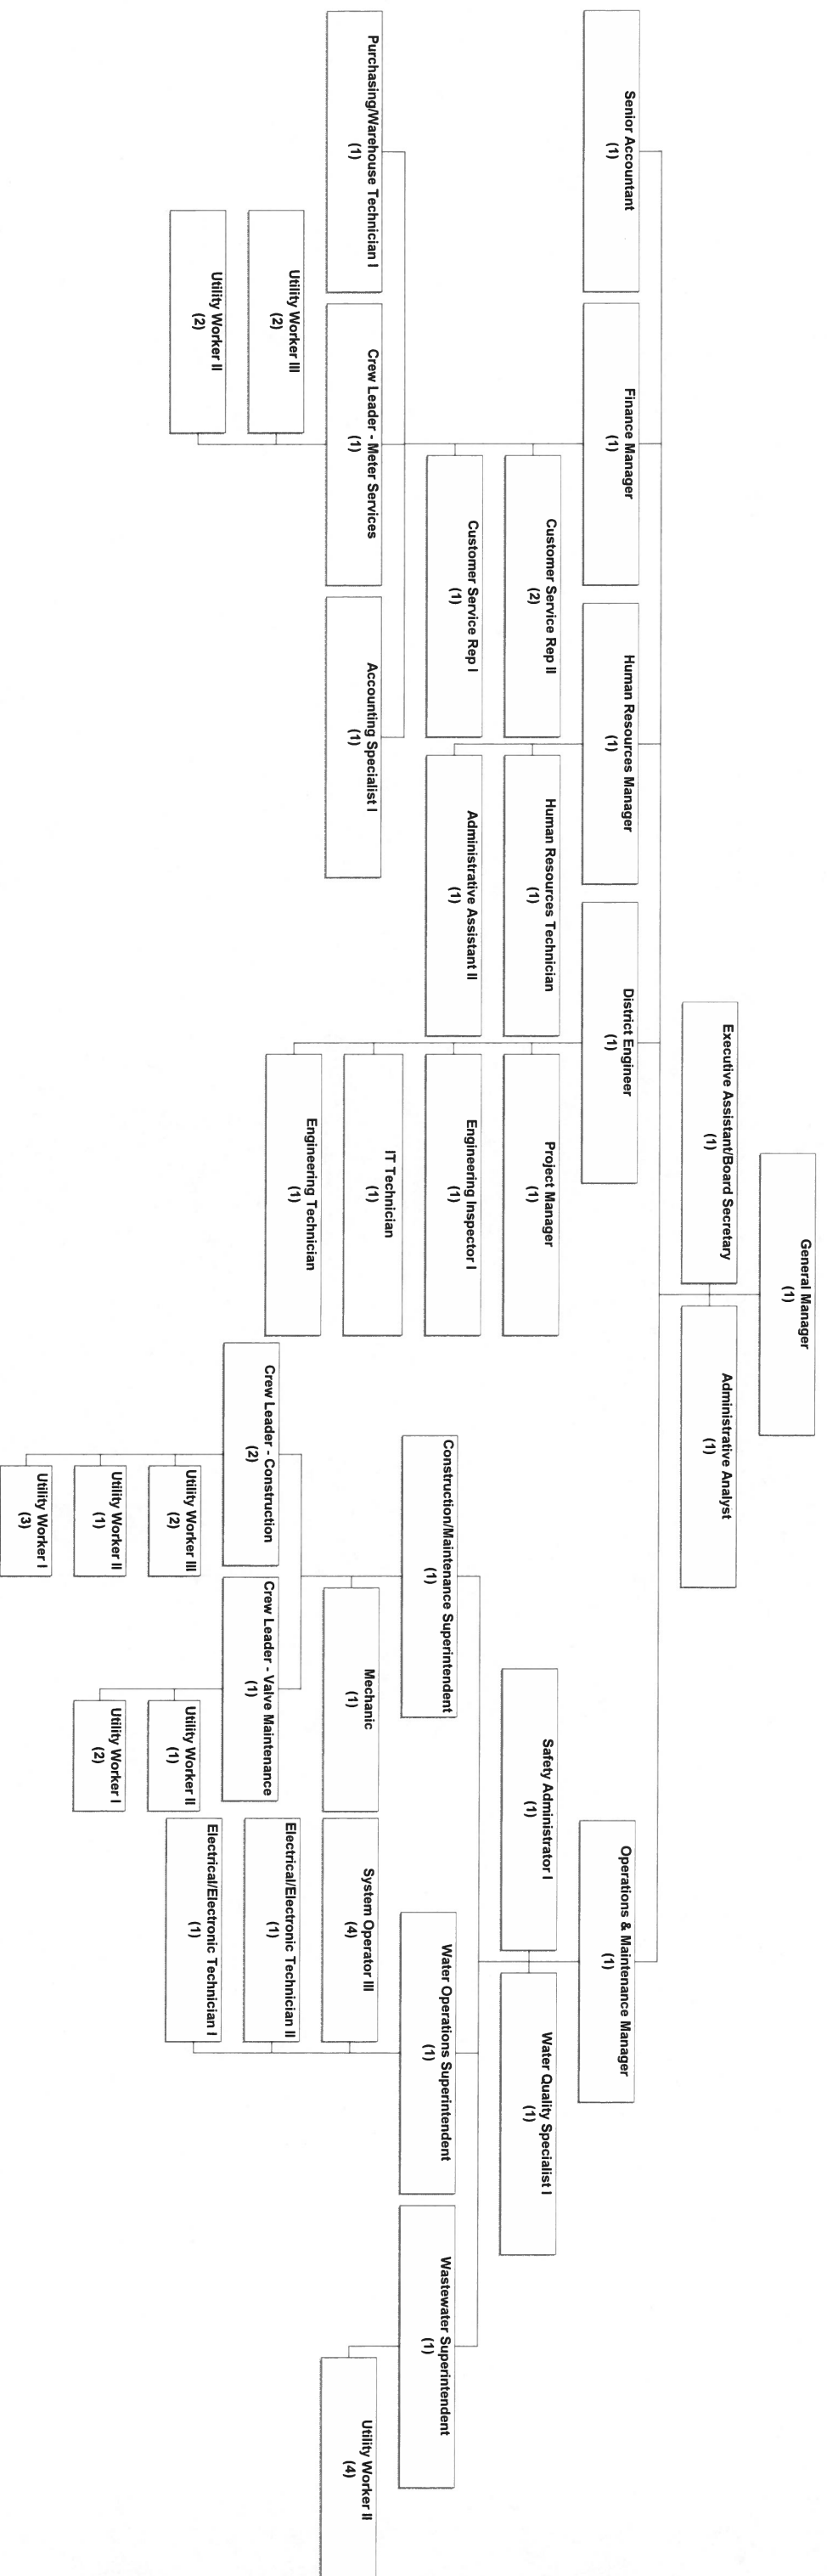 General Manager
(1)
Executive Assistant/Board Secretary
(1)
Administrative Analyst
(1)
Senior Accountant
(1)
Finance Manager
(1)
Human Resources Manager
(1)
District Engineer
(1)
Operations & Maintenance Manager
(1)
Customer Service Rep II
(2)
Customer Service Rep I
(1)
Purchasing/Warehouse Technician I
(1)
Crew Leader - Meter Services
(1)
Accounting Specialist I
(1)
Utility Worker III
(2)
Utility Worker II
(2)
Human Resources Technician
(1)
Administrative Assistant II
(1)
Project Manager
(1)
Engineering Inspector I
(1)
IT Technician
(1)
Engineering Technician
(1)
Safety Administrator I
(1)
Water Quality Specialist I
(1)
Construction/Maintenance Superintendent
(1)
Water Operations Superintendent
(1)
Wastewater Superintendent
(1)
Mechanic
(1)
Crew Leader - Construction
(2)
Crew Leader - Valve Maintenance
(1)
Utility Worker III
(2)
Utility Worker II
(1)
Utility Worker I
(3)
Utility Worker II
(1)
Utility Worker I
(2)
System Operator III
(4)
Electrical/Electronic Technician II
(1)
Electrical/Electronic Technician I
(1)
Utility Worker II
(4)